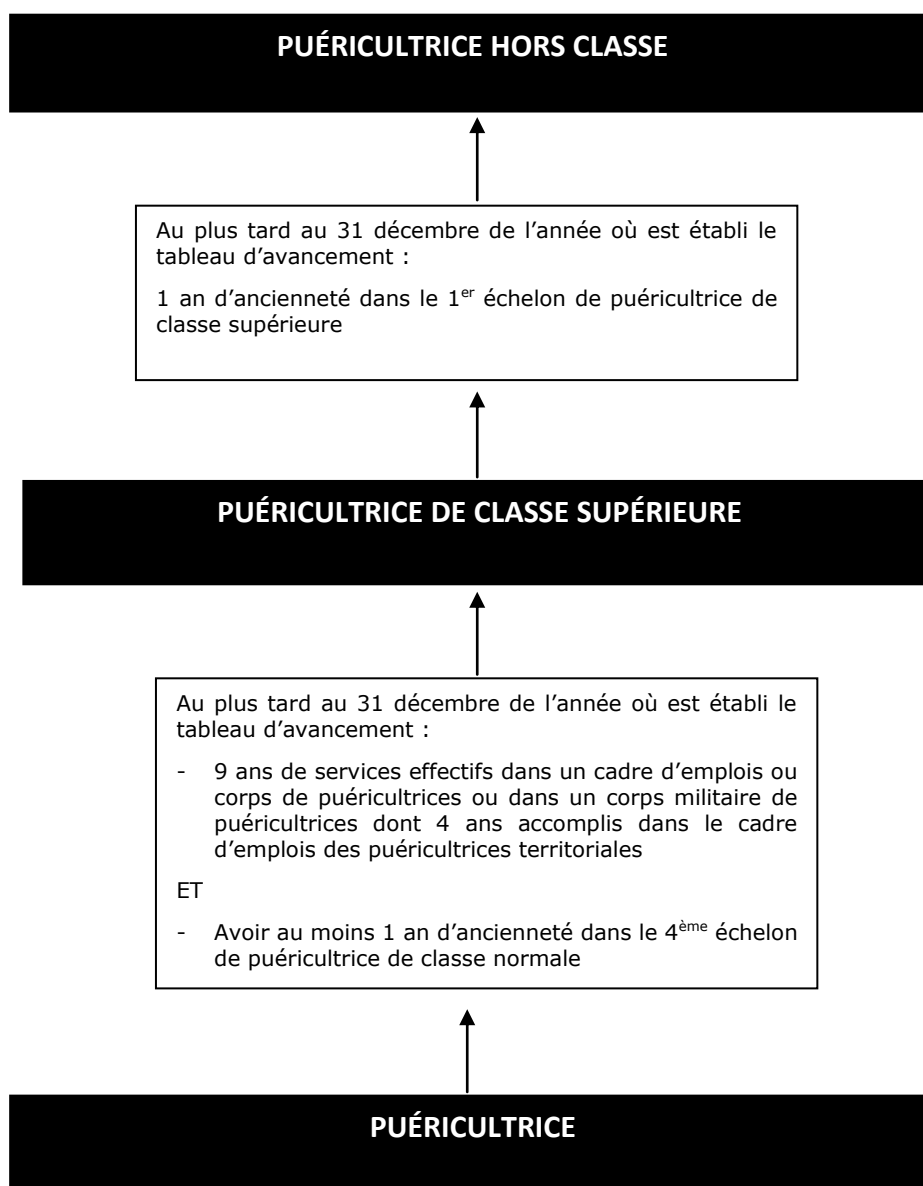 PUÉRICULTRICE HORS CLASSE
Au plus tard au 31 décembre de l’année où est établi le
tableau d’avancement :
1 an d’ancienneté dans le 1er échelon de puéricultrice de
classe supérieure
PUÉRICULTRICE DE CLASSE SUPÉRIEURE
Au plus tard au 31 décembre de l’année où est établi le
tableau d’avancement :
- 9 ans de services effectifs dans un cadre d’emplois ou
corps de puéricultrices ou dans un corps militaire de
puéricultrices dont 4 ans accomplis dans le cadre
d’emplois des puéricultrices territoriales
ET
- Avoir au moins 1 an d’ancienneté dans le 4ème échelon
de puéricultrice de classe normale
PUÉRICULTRICE